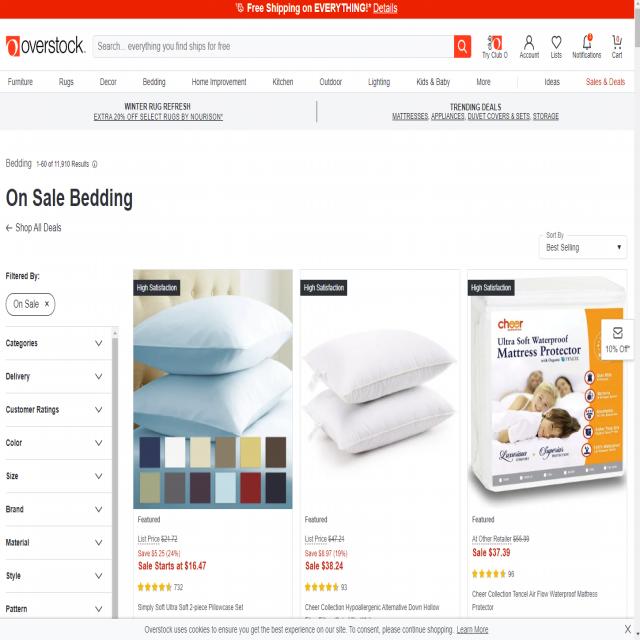 Free Shipping on EVERYTHING!* Details
overstock.
Search... everything you find ships for free
Try Club O
Account
Lists
Notifications
0
Cart
Furniture
Rugs
Decor
Bedding
Home Improvement
Kitchen
Outdoor
Lighting
Kids & Baby
More
Ideas
Sales & Deals
WINTER RUG REFRESH
EXTRA 20% OFF SELECT RUGS BY NOURISON*
TRENDING DEALS
MATTRESSES, APPLIANCES, DUVET COVERS & SETS, STORAGE
Bedding 1-60 of 11,910 Results
On Sale Bedding
← Shop All Deals
Sort By
Best Selling
Filtered By:
On Sale x
Categories
Delivery
Customer Ratings
Color
Size
Brand
Material
Style
Pattern
High Satisfaction
Featured
List Price $21.72
Save $5.25 (24%)
Sale Starts at $16.47
732
Simply Soft Ultra Soft 2-piece Pillowcase Set
High Satisfaction
Featured
List Price $47.21
Save $8.97 (19%)
Sale $38.24
93
Cheer Collection Hypoallergenic Alternative Down Hollow
High Satisfaction
cheer
Ultra Soft Waterproof
Mattress Protector
with Organic TENCEL
Luxurious
COMFORT
Superior
PROTECTION
Featured
At Other Retailer
Sale $37.39
96
Cheer Collection Tencel Air Flow Waterproof Mattress
Protector
10% Off*
Overstock uses cookies to ensure you get the best experience on our site. To consent, please continue shopping. Learn More
X